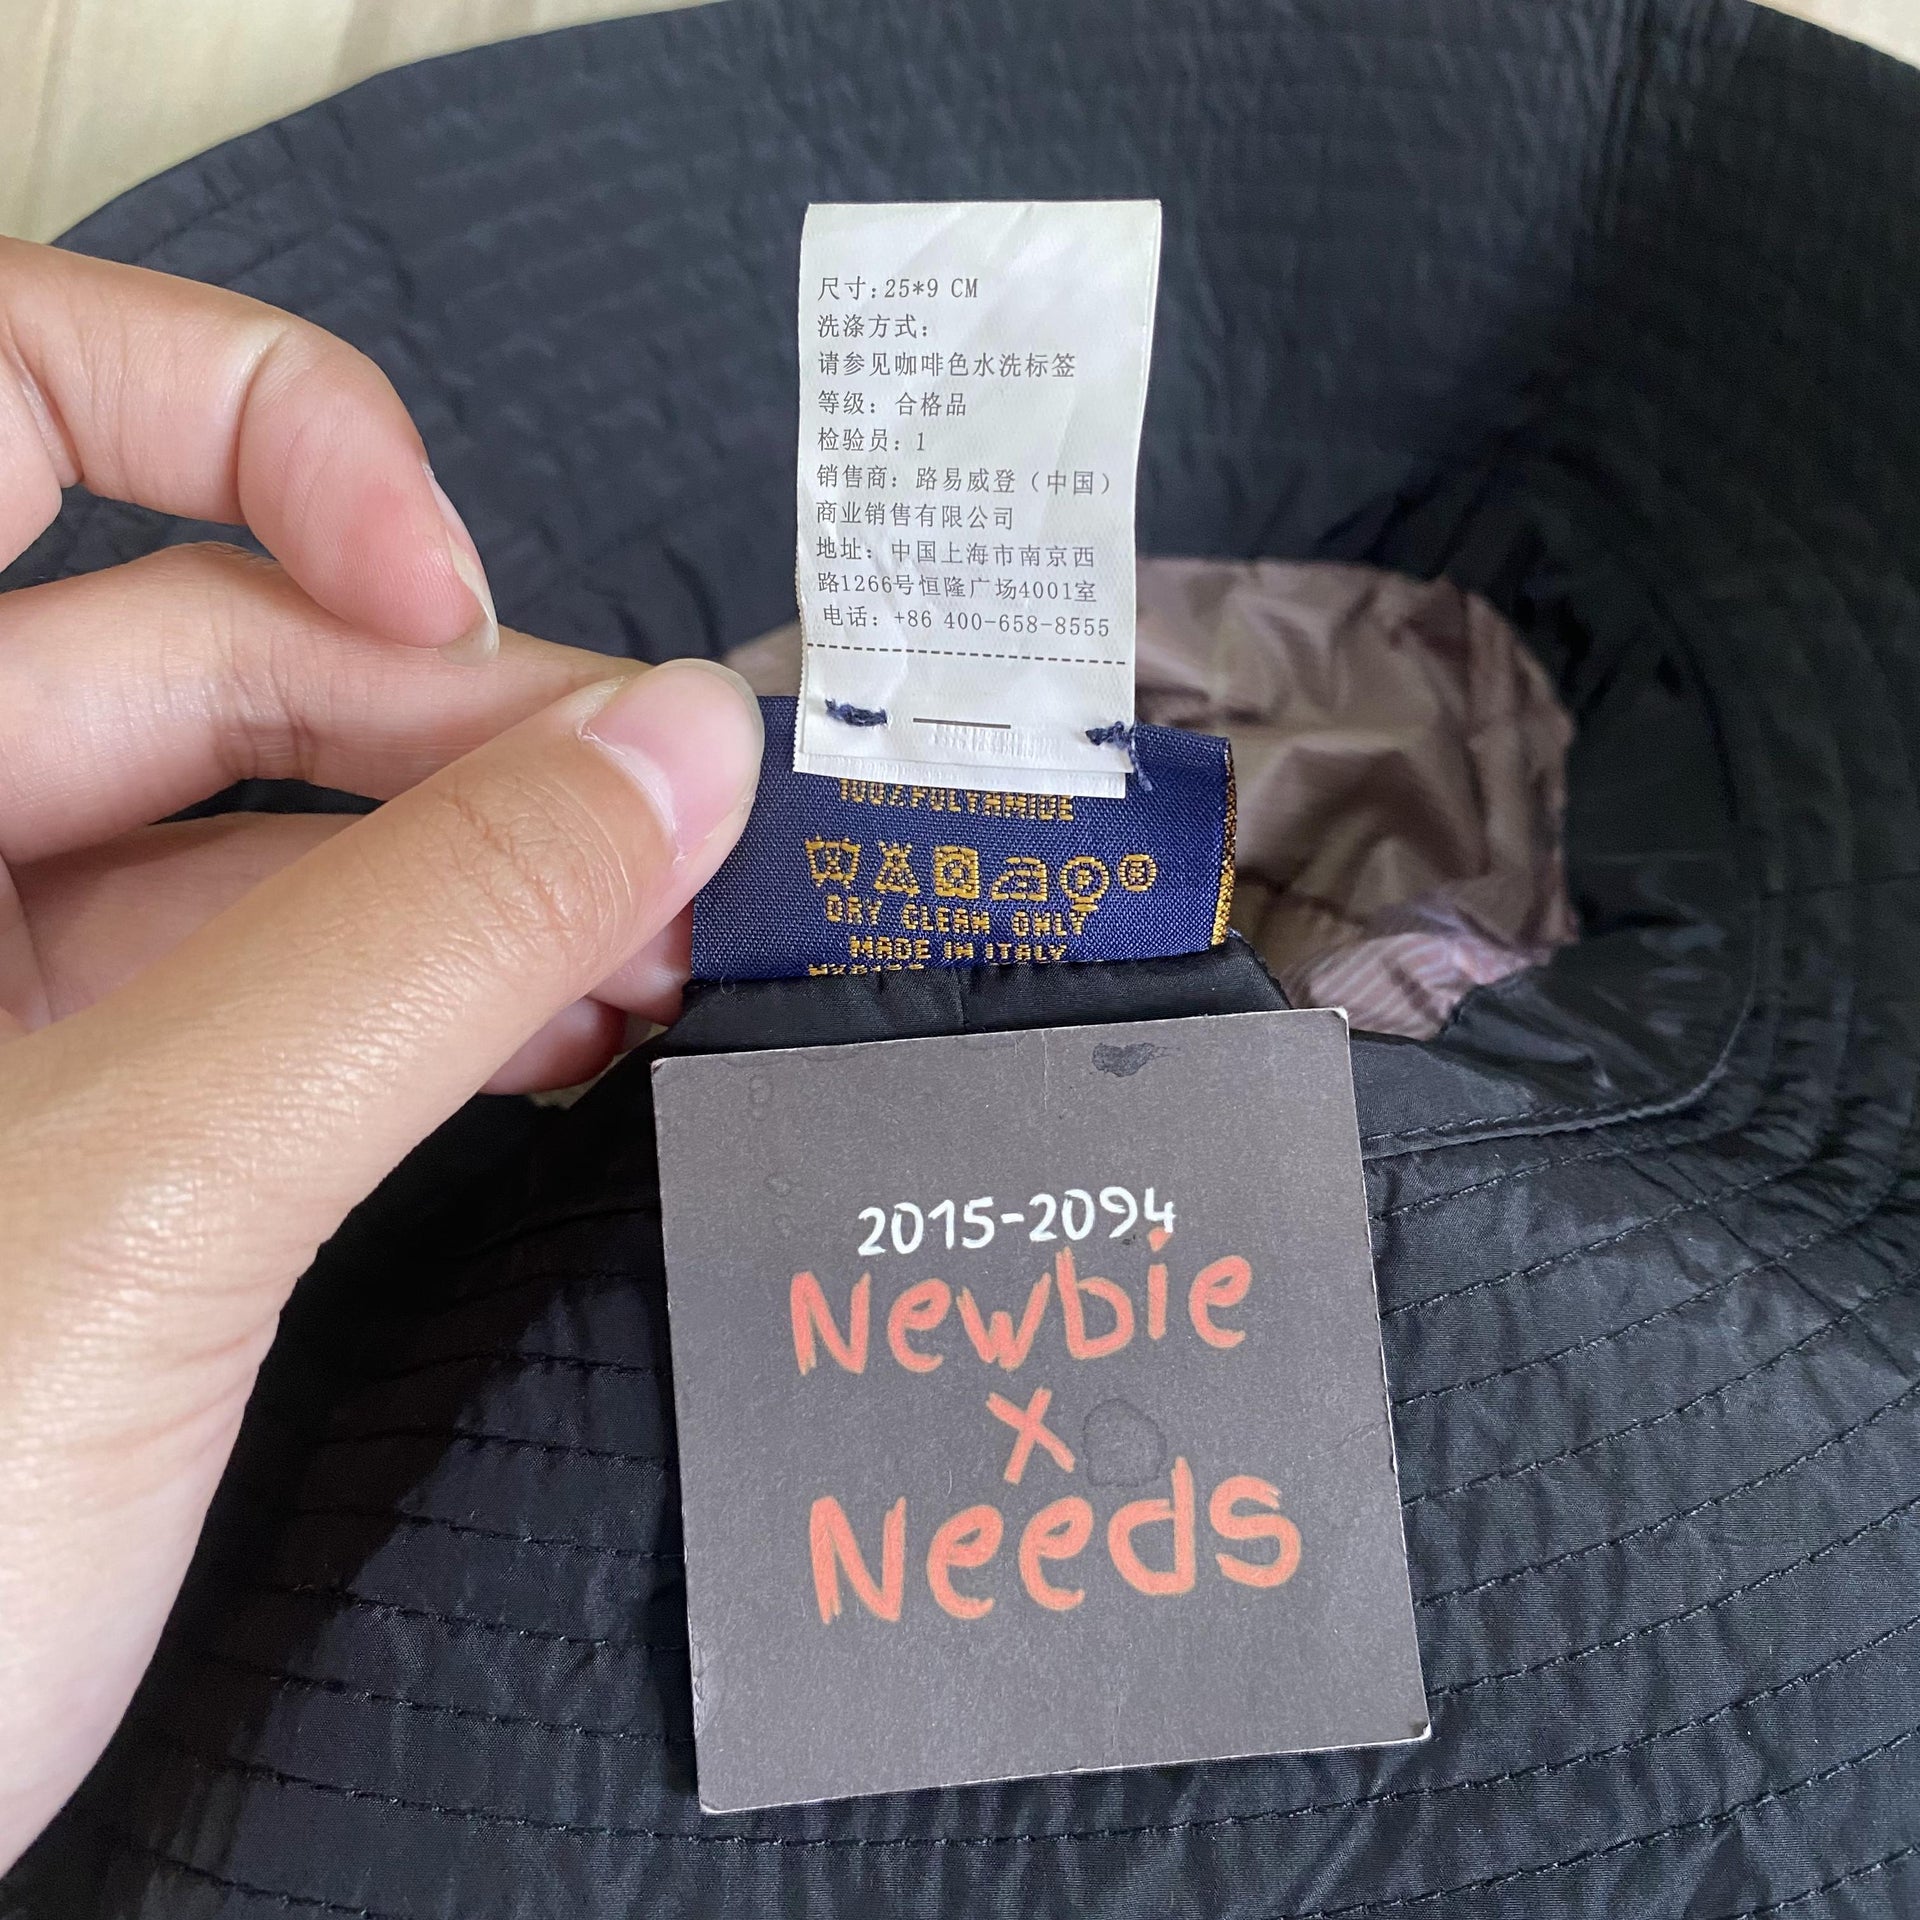 尺寸：25*9 CM
洗涤方式：
请参见咖啡色水洗标签
等级：合格品
检验员：1
销售商：路易威登（中国）
商业销售有限公司
地址：中国上海市南京西
路1266号恒隆广场4001室
电话：+86 400-658-8555
100%POLYAMIDE
DRY CLEAN ONLY
MADE IN ITALY
2015-2094
Newbie
x
Needs